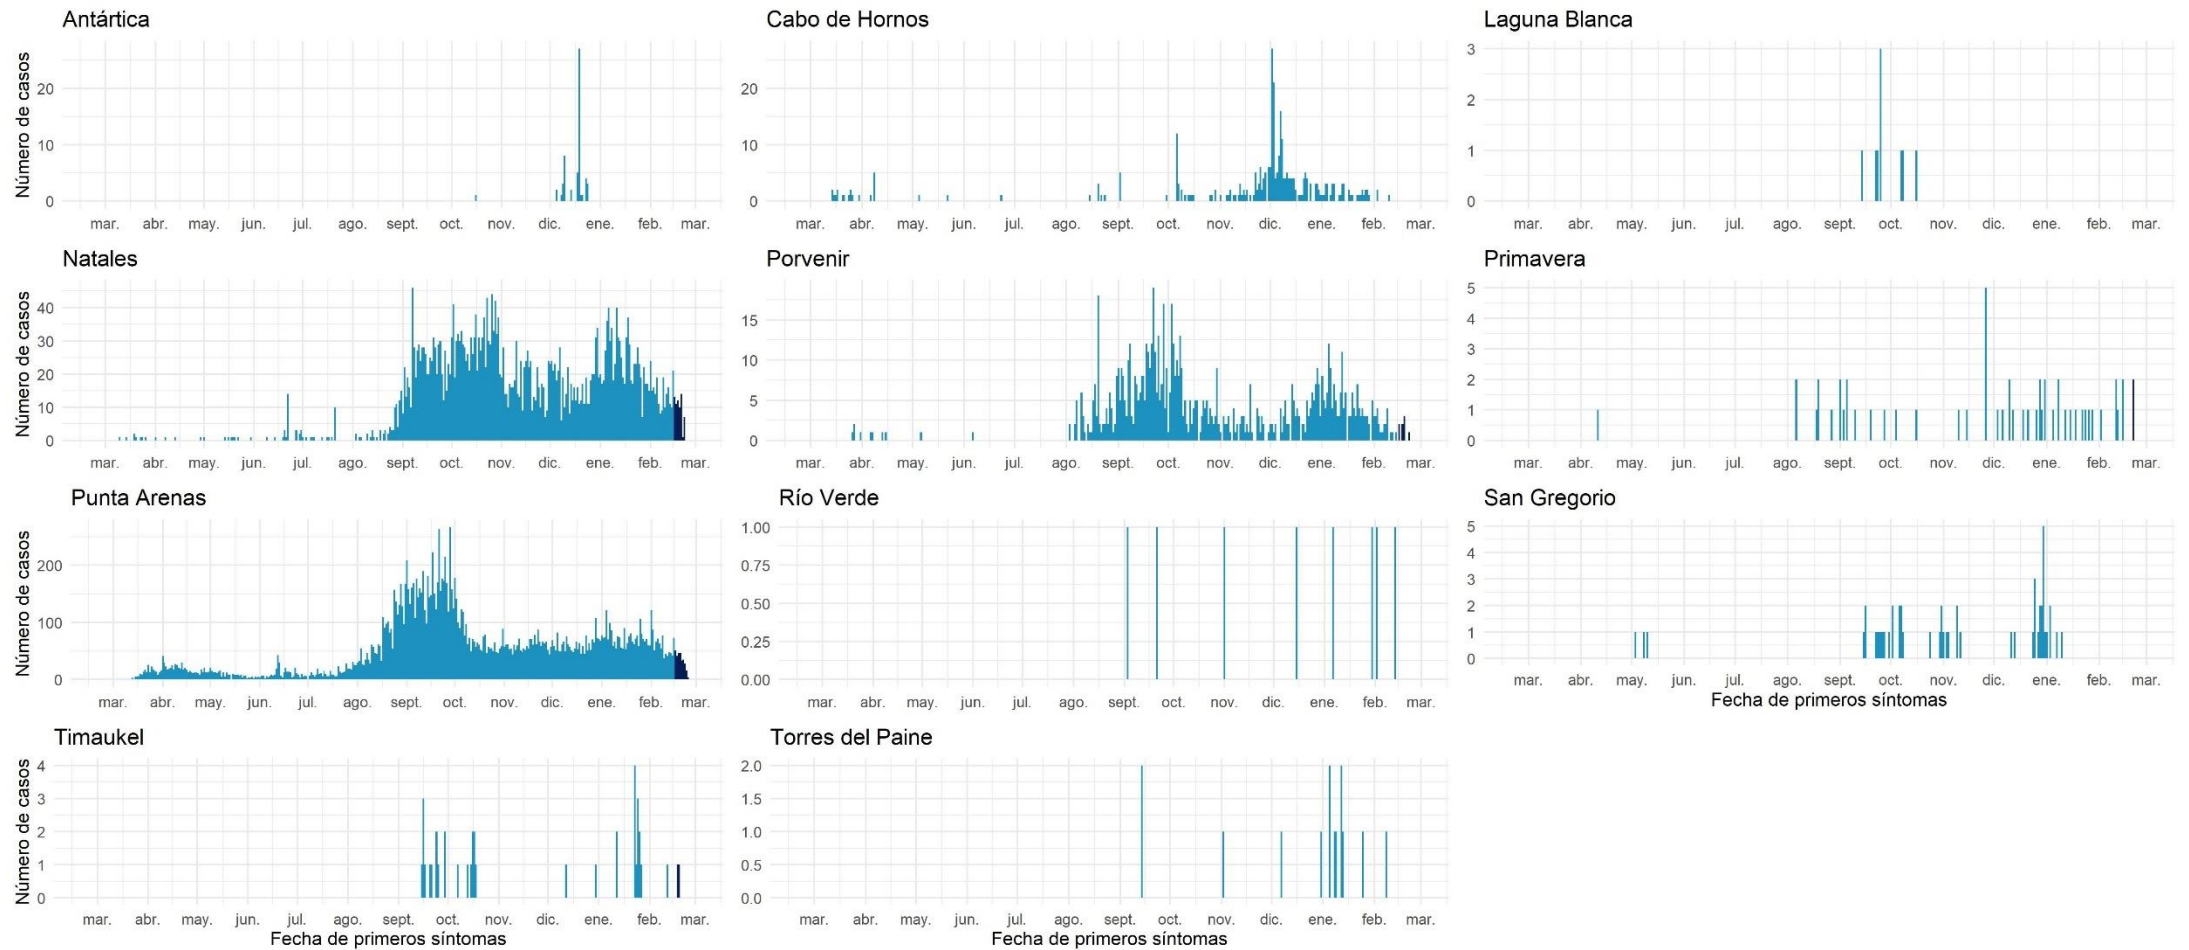 Antártica
Número de casos
20
10
0
mar. abr. may. jun. jul. ago. sept. oct. nov. dic. ene. feb. mar.
Cabo de Hornos
20
10
0
mar. abr. may. jun. jul. ago. sept. oct. nov. dic. ene. feb. mar.
Laguna Blanca
3
2
1
0
mar. abr. may. jun. jul. ago. sept. oct. nov. dic. ene. feb. mar.
Natales
Número de casos
40
30
20
10
0
mar. abr. may. jun. jul. ago. sept. oct. nov. dic. ene. feb. mar.
Porvenir
15
10
5
0
mar. abr. may. jun. jul. ago. sept. oct. nov. dic. ene. feb. mar.
Primavera
5
4
3
2
1
0
mar. abr. may. jun. jul. ago. sept. oct. nov. dic. ene. feb. mar.
Punta Arenas
Número de casos
200
100
0
mar. abr. may. jun. jul. ago. sept. oct. nov. dic. ene. feb. mar.
Río Verde
1.00
0.75
0.50
0.25
0.00
mar. abr. may. jun. jul. ago. sept. oct. nov. dic. ene. feb. mar.
San Gregorio
5
4
3
2
1
0
mar. abr. may. jun. jul. ago. sept. oct. nov. dic. ene. feb. mar.
Fecha de primeros síntomas
Timaukel
Número de casos
4
3
2
1
0
mar. abr. may. jun. jul. ago. sept. oct. nov. dic. ene. feb. mar.
Fecha de primeros síntomas
Torres del Paine
2.0
1.5
1.0
0.5
0.0
mar. abr. may. jun. jul. ago. sept. oct. nov. dic. ene. feb. mar.
Fecha de primeros síntomas